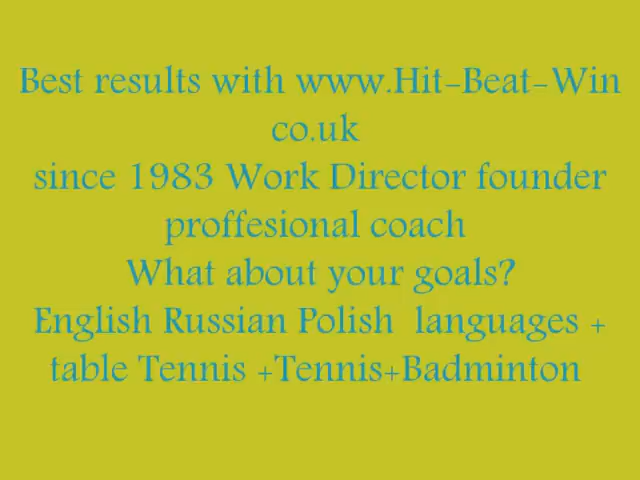 Best results with www.Hit-Beat-Win
co.uk
since 1983 Work Director founder
proffesional coach
What about your goals?
English Russian Polish languages +
table Tennis +Tennis+Badminton